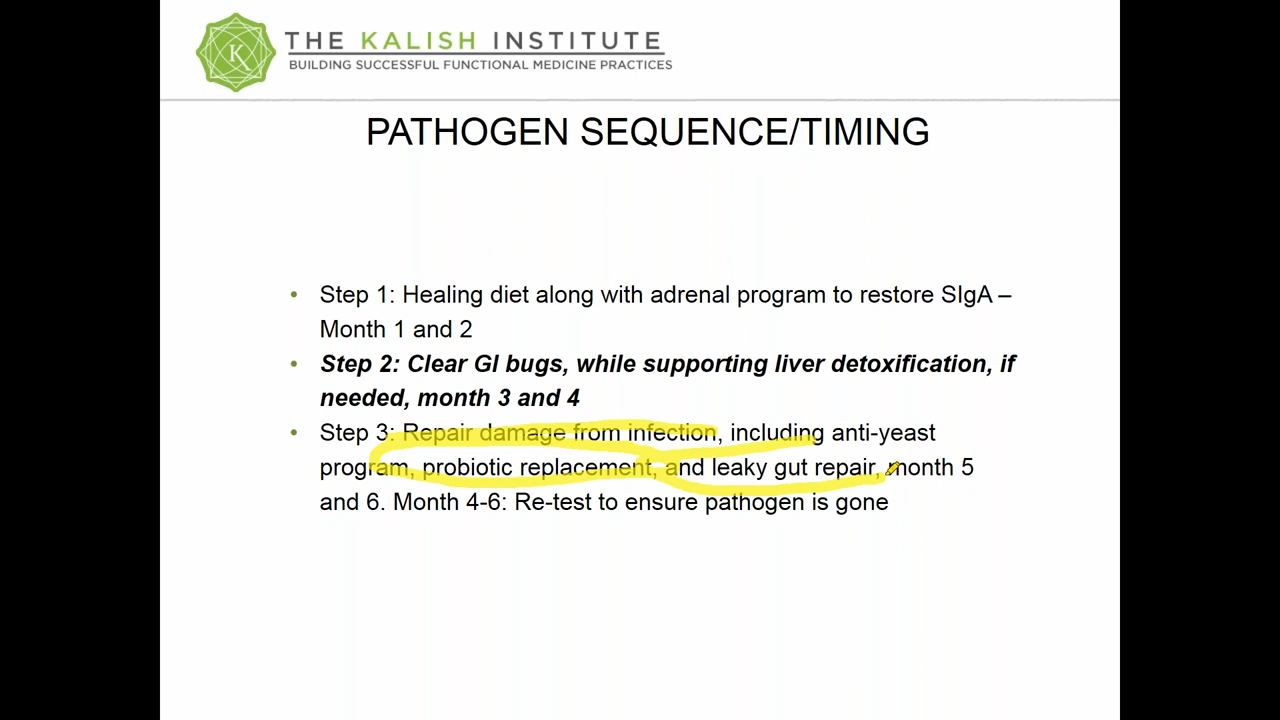 K
THE KALISH INSTITUTE
BUILDING SUCCESSFUL FUNCTIONAL MEDICINE PRACTICES
PATHOGEN SEQUENCE/TIMING
• Step 1: Healing diet along with adrenal program to restore SIgA –
Month 1 and 2
• Step 2: Clear GI bugs, while supporting liver detoxification, if
needed, month 3 and 4
• Step 3: Repair damage from infection, including anti-yeast
program, probiotic replacement, and leaky gut repair, month 5
and 6. Month 4-6: Re-test to ensure pathogen is gone